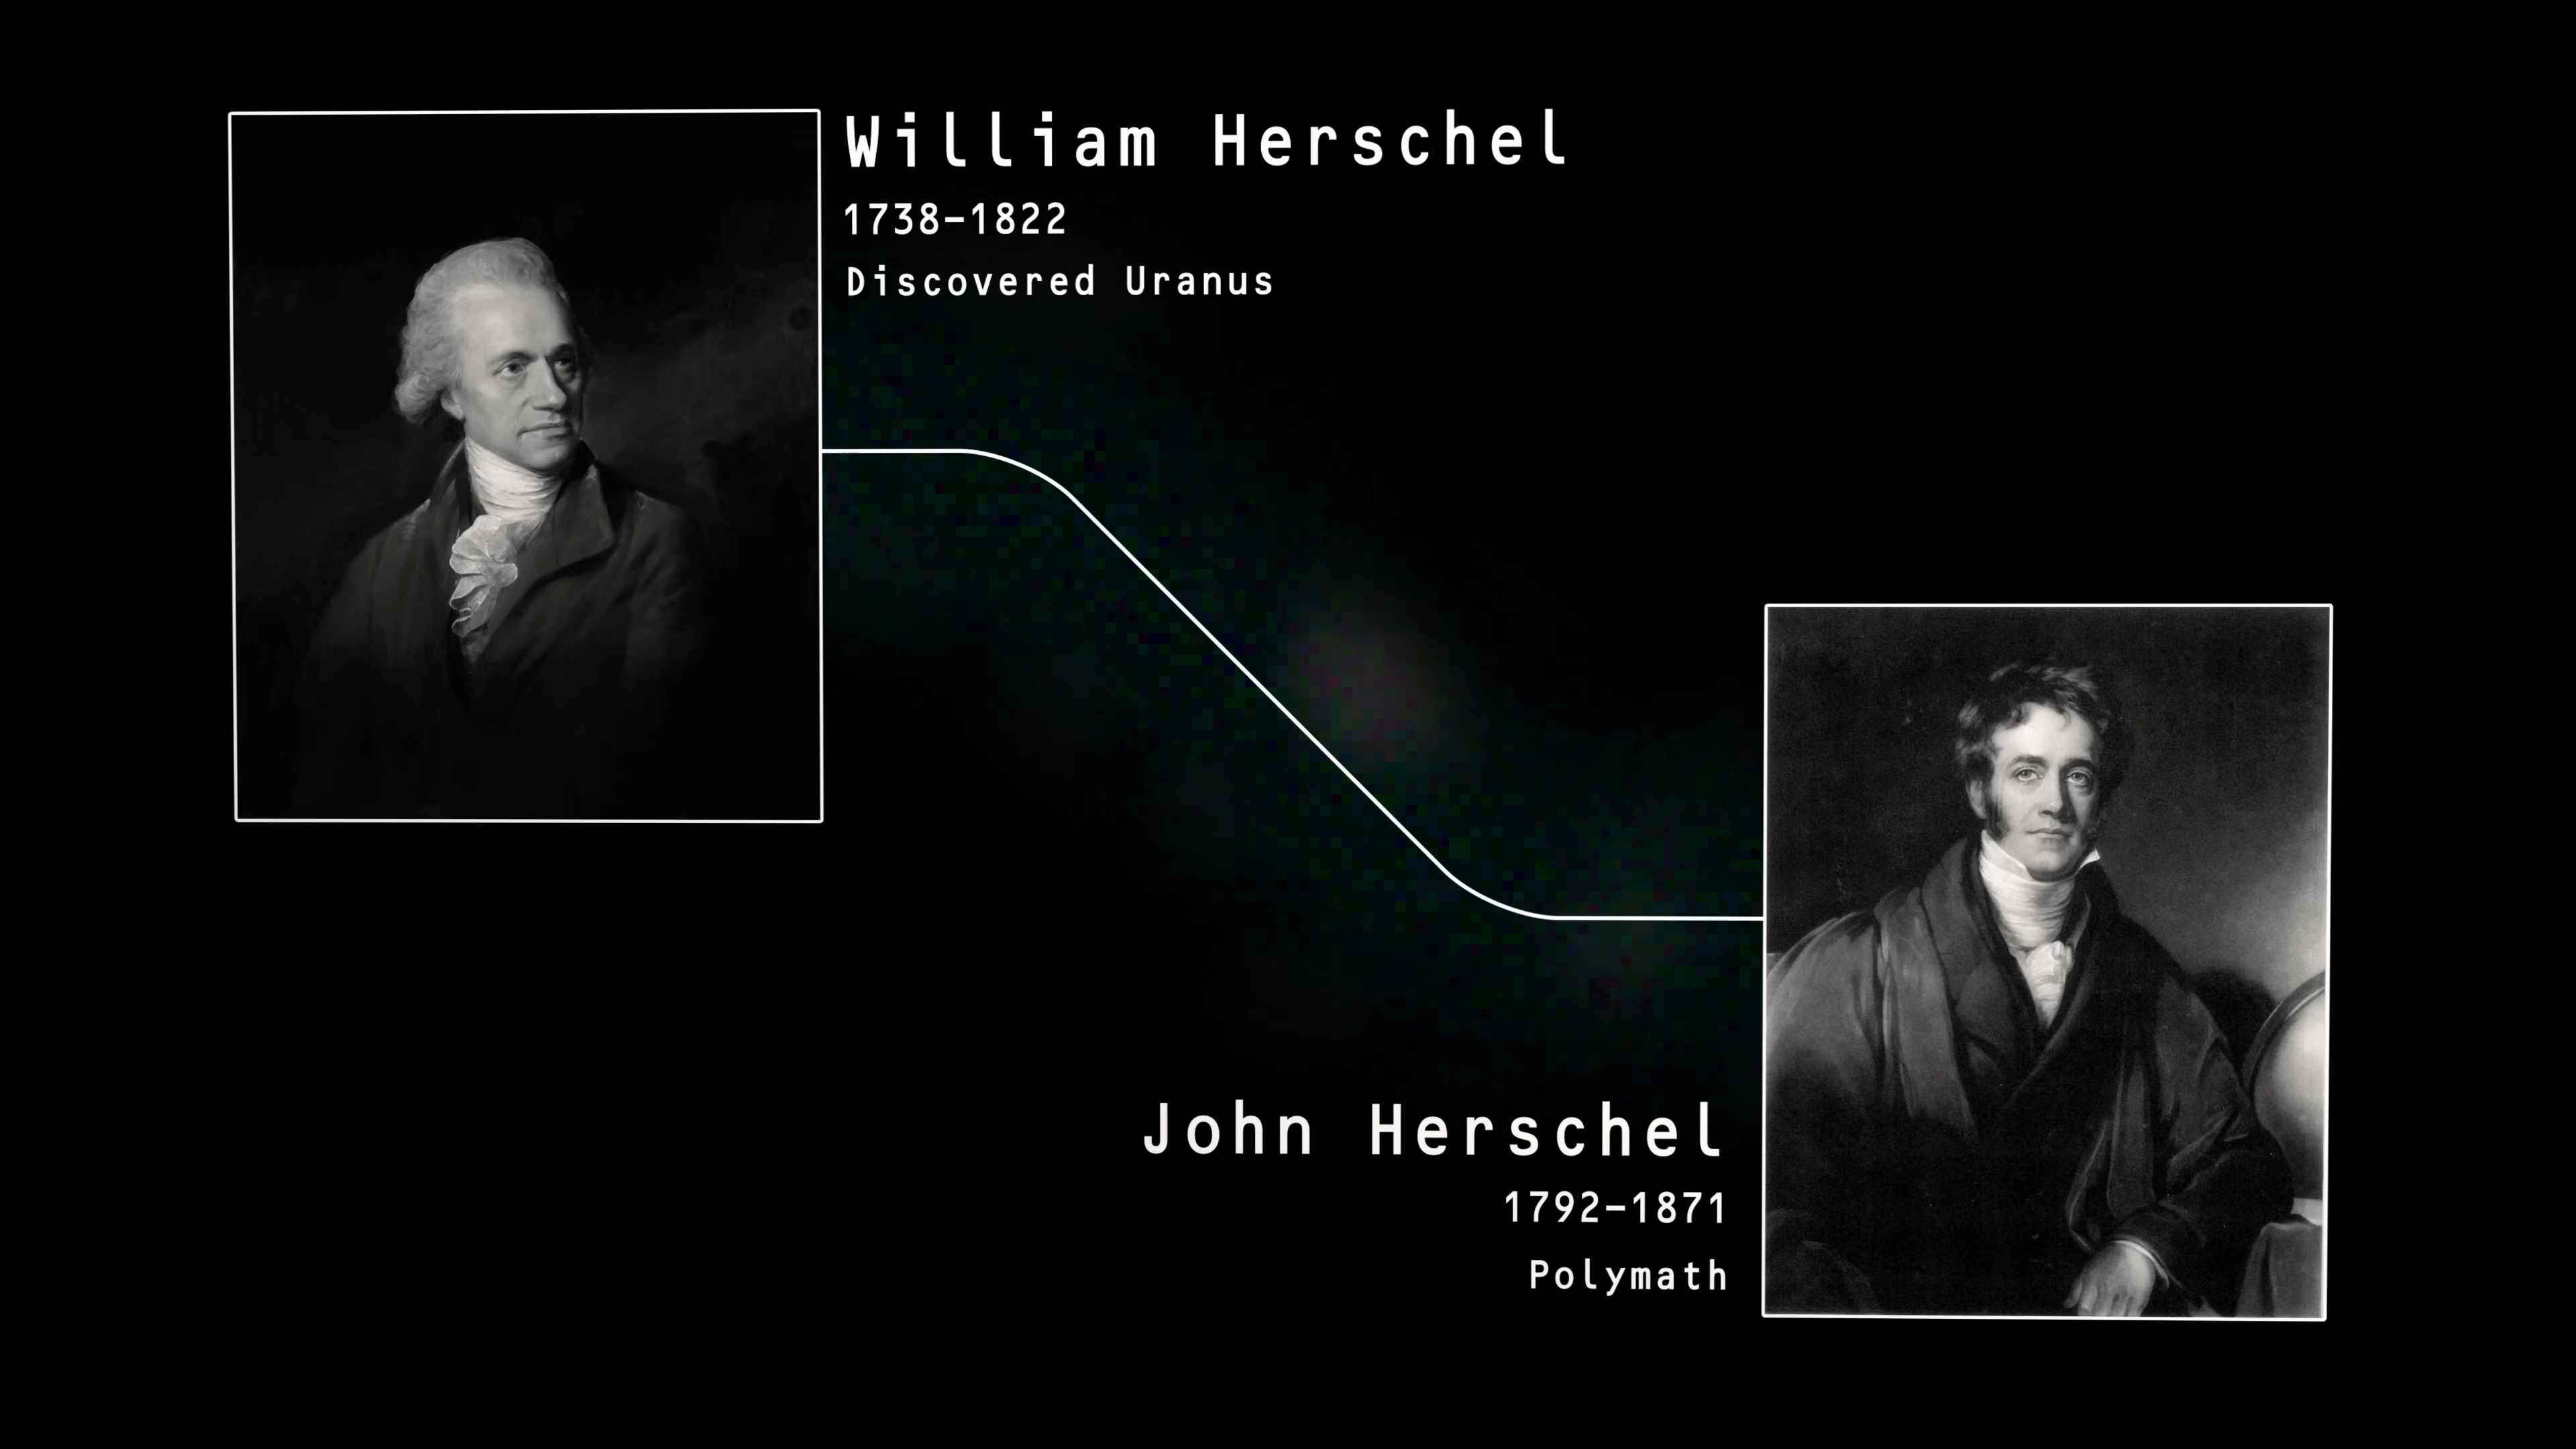 William Herschel
1738–1822
Discovered Uranus
John Herschel
1792–1871
Polymath